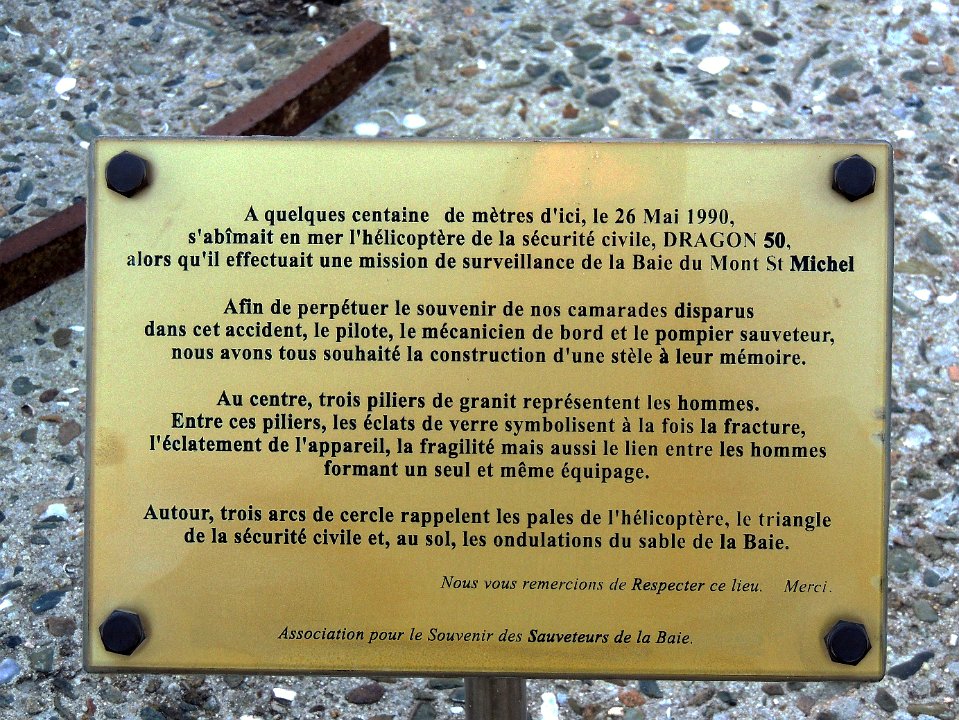 A quelques centaine de mètres d'ici, le 26 Mai 1990,
s'abîmait en mer l'hélicoptère de la sécurité civile, DRAGON 50,
alors qu'il effectuait une mission de surveillance de la Baie du Mont St Michel
Afin de perpétuer le souvenir de nos camarades disparus
dans cet accident, le pilote, le mécanicien de bord et le pompier sauveteur,
nous avons tous souhaité la construction d'une stèle à leur mémoire.
Au centre, trois piliers de granit représentent les hommes.
Entre ces piliers, les éclats de verre symbolisent à la fois la fracture,
l'éclatement de l'appareil, la fragilité mais aussi le lien entre les hommes
formant un seul et même équipage.
Autour, trois arcs de cercle rappelent les pales de l'hélicoptère, le triangle
de la sécurité civile et, au sol, les ondulations du sable de la Baie.
Nous vous remercions de Respecter ce lieu. Merci.
Association pour le Souvenir des Sauveteurs de la Baie.